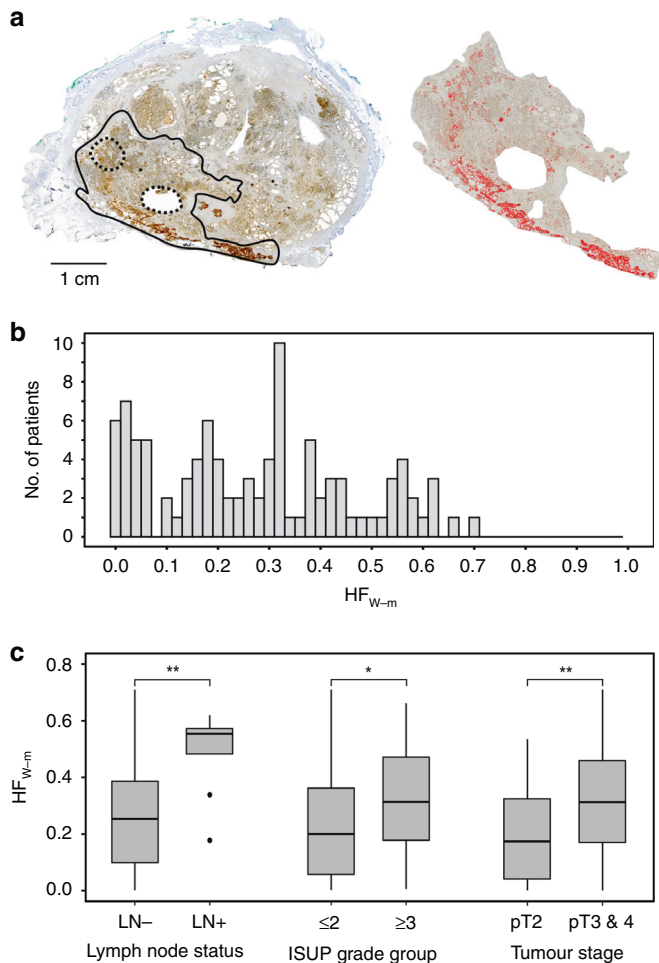 a
1 cm
b
10
8
6
4
2
0
No. of patients
0.0 0.1 0.2 0.3 0.4 0.5 0.6 0.7 0.8 0.9 1.0
HF W–m
c
** * **
0.8
0.6
0.4
0.2
0.0
HF W–m
LN– LN+ ≤2 ≥3 pT2 pT3 & 4
Lymph node status ISUP grade group Tumour stage